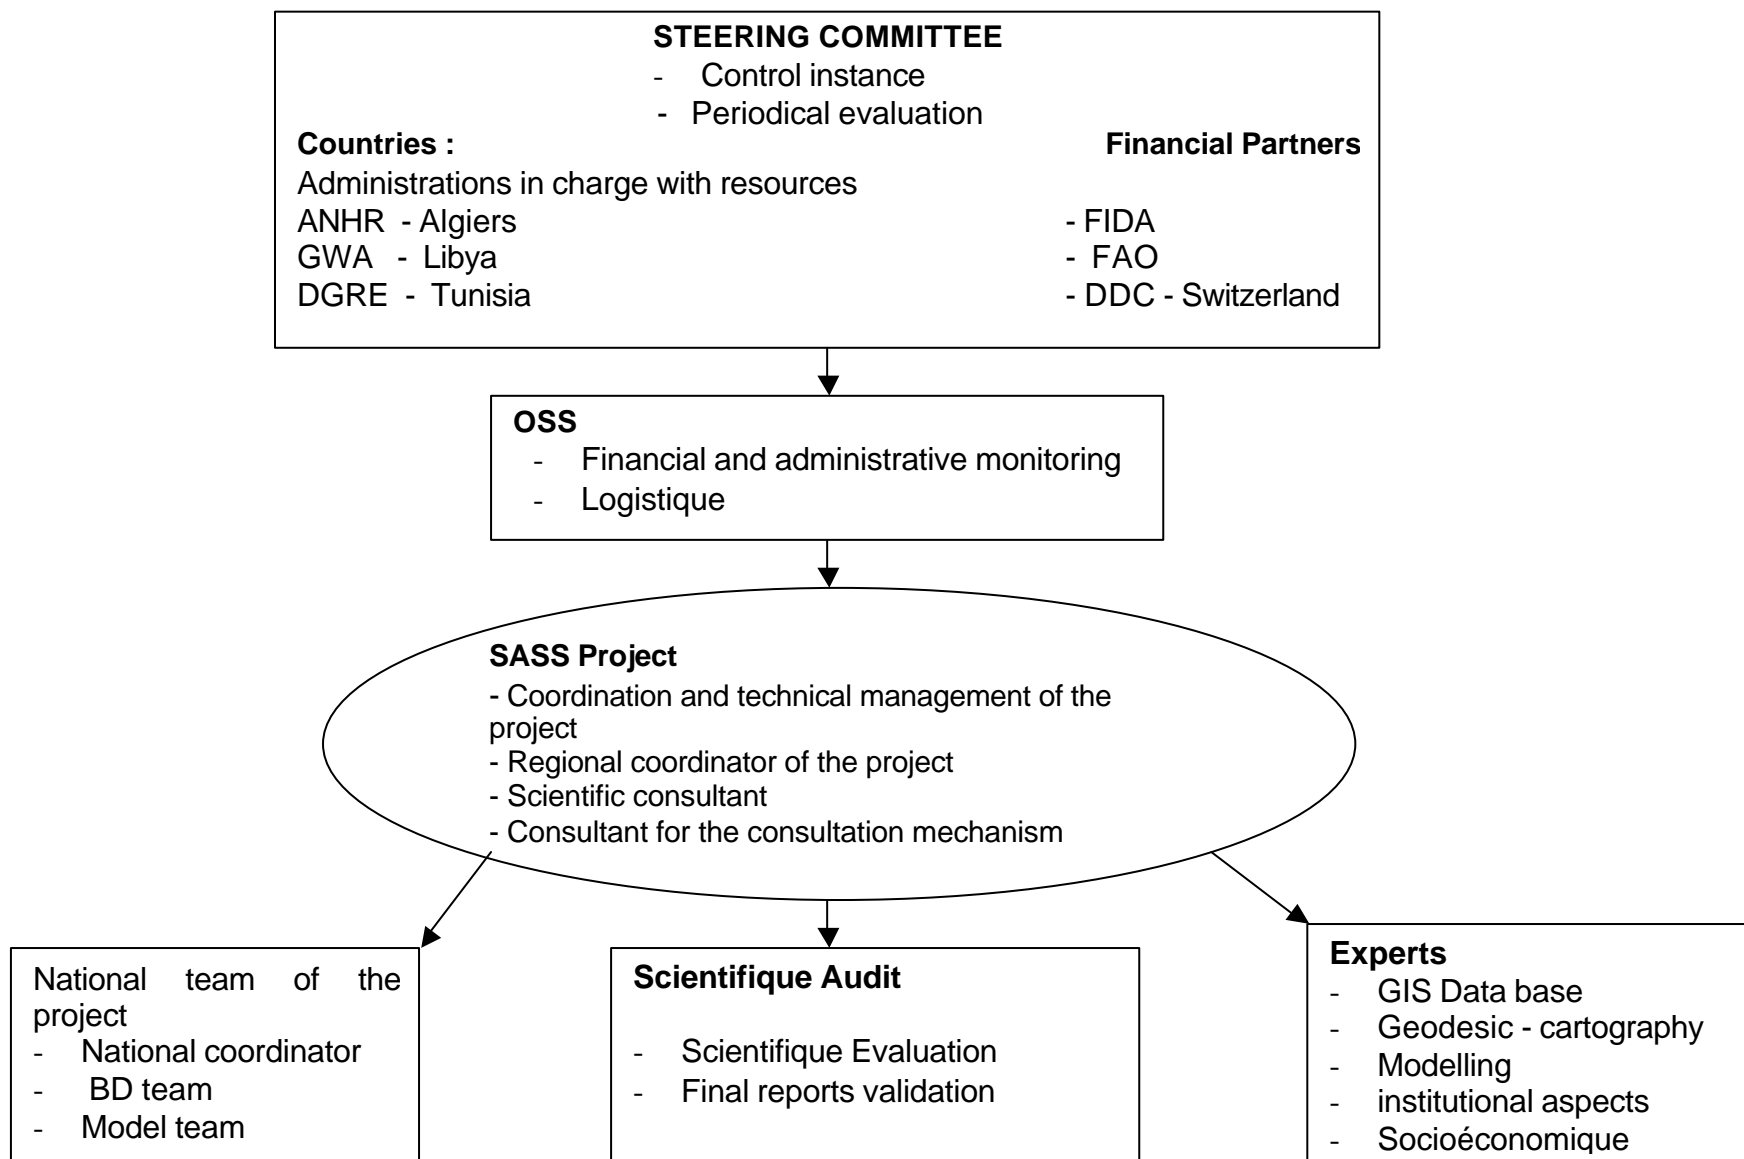 STEERING COMMITTEE
- Control instance
- Periodical evaluation
Countries : Financial Partners
Administrations in charge with resources
ANHR - Algiers - FIDA
GWA - Libya - FAO
DGRE - Tunisia - DDC - Switzerland
OSS
- Financial and administrative monitoring
- Logistique
SASS Project
- Coordination and technical management of the
project
- Regional coordinator of the project
- Scientific consultant
- Consultant for the consultation mechanism
National team of the
project
- National coordinator
- BD team
- Model team
Scientifique Audit
- Scientifique Evaluation
- Final reports validation
Experts
- GIS Data base
- Geodesic - cartography
- Modelling
- institutional aspects
- Socioéconomique